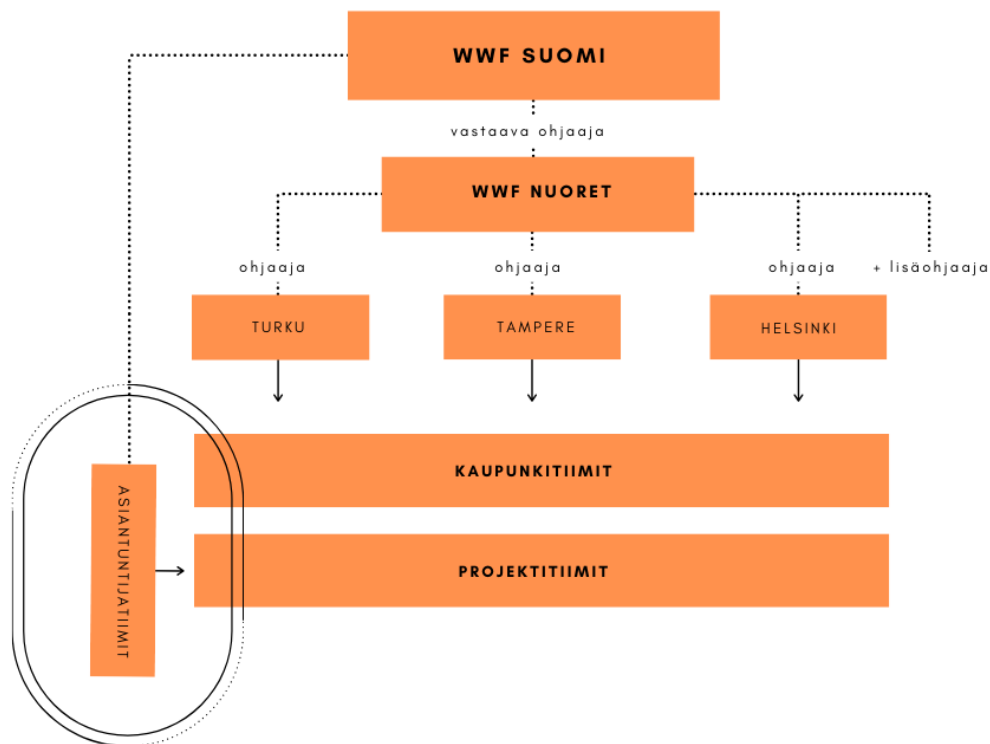 WWF SUOMI
vastaava ohjaaja
WWF NUORET
ohjaaja
ohjaaja
ohjaaja
+ lisäohjaaja
TURKU
TAMPERE
HELSINKI
KAUPUNKITIIMIT
ASIANTUNTIJATIIMIT
PROJEKTITIIMIT